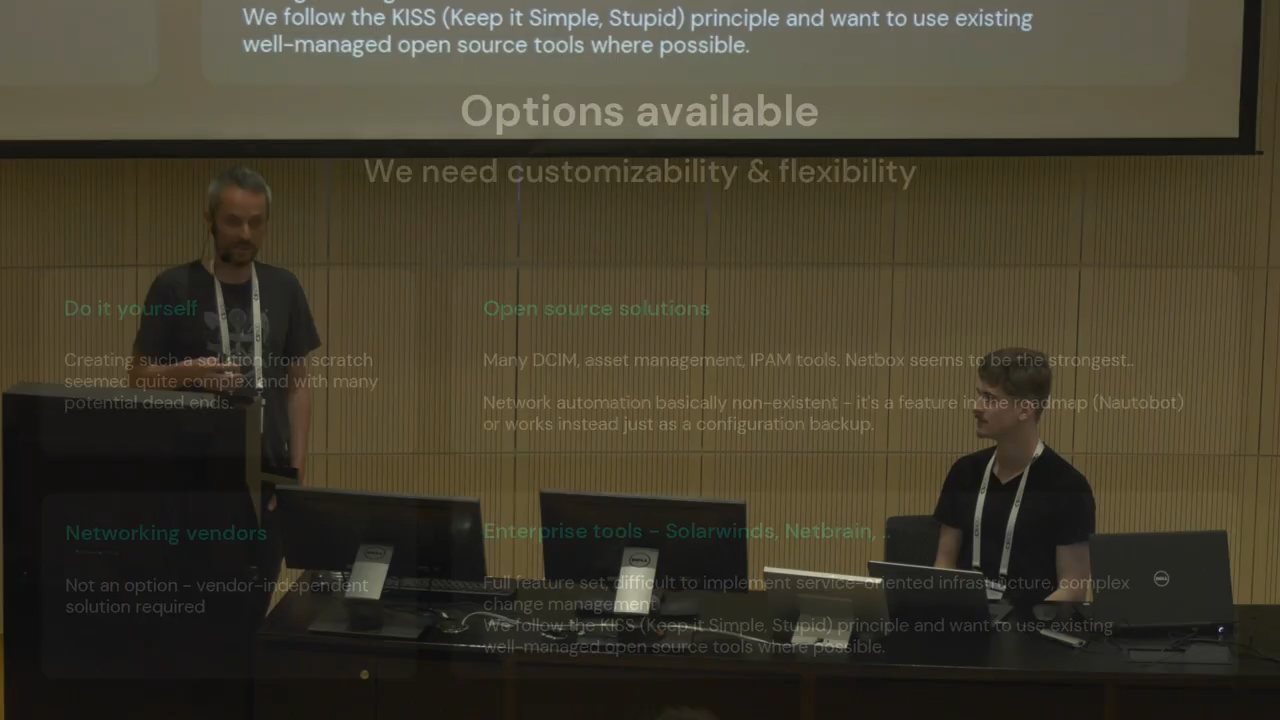 We follow the KISS (Keep it Simple, Stupid) principle and want to use existing
well-managed open source tools where possible.
Options available
We need customizability & flexibility
Do it yourself
Creating such a solution from scratch
seemed quite complex and with many
potential dead ends.
Open source solutions
Many DCIM, asset management, IPAM tools. Netbox seems to be the strongest..
Network automation basically non-existent - it's a feature in a roadmap (Nautobot)
or works instead just as a configuration backup.
Networking vendors
Not an option - vendor-independent
solution required
Enterprise tools - Solarwinds, Netbrain, ..
Full feature set, difficult to implement service-oriented infrastructure, complex
change management
We follow the KISS (Keep it Simple, Stupid) principle and want to use existing
well-managed open source tools where possible.
DELL
DELL
DELL